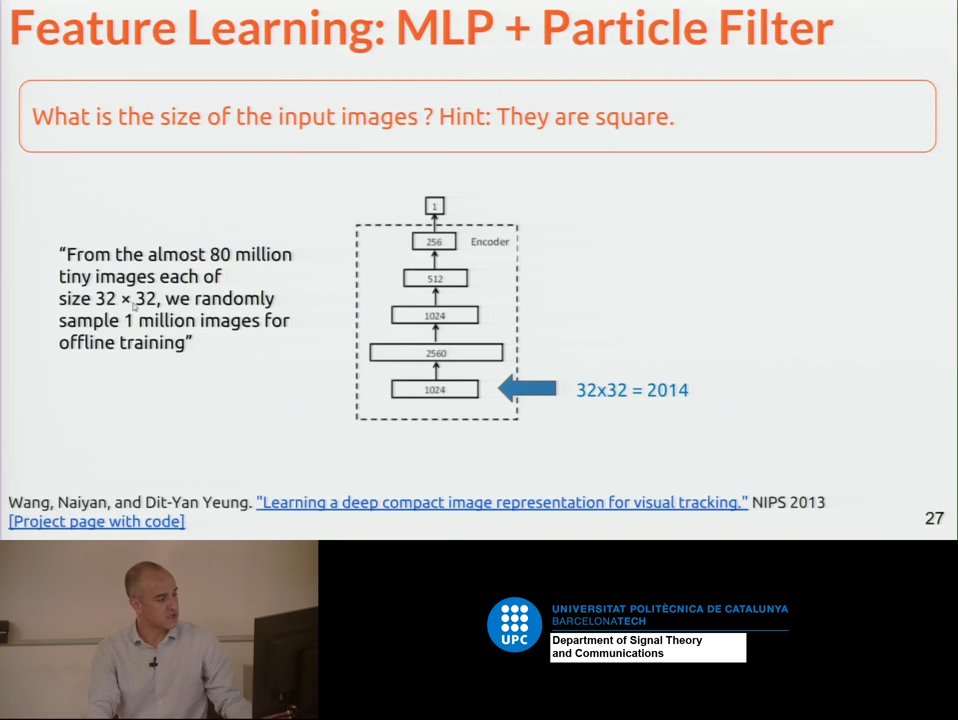 Feature Learning: MLP + Particle Filter
What is the size of the input images ? Hint: They are square.
“From the almost 80 million
tiny images each of
size 32 × 32, we randomly
sample 1 million images for
offline training”
1
256
Encoder
512
1024
2560
1024
32x32 = 2014
Wang, Naiyan, and Dit-Yan Yeung. "Learning a deep compact image representation for visual tracking." NIPS 2013
[Project page with code]
27
UPC
UNIVERSITAT POLITÈCNICA DE CATALUNYA
BARCELONATECH
Department of Signal Theory
and Communications